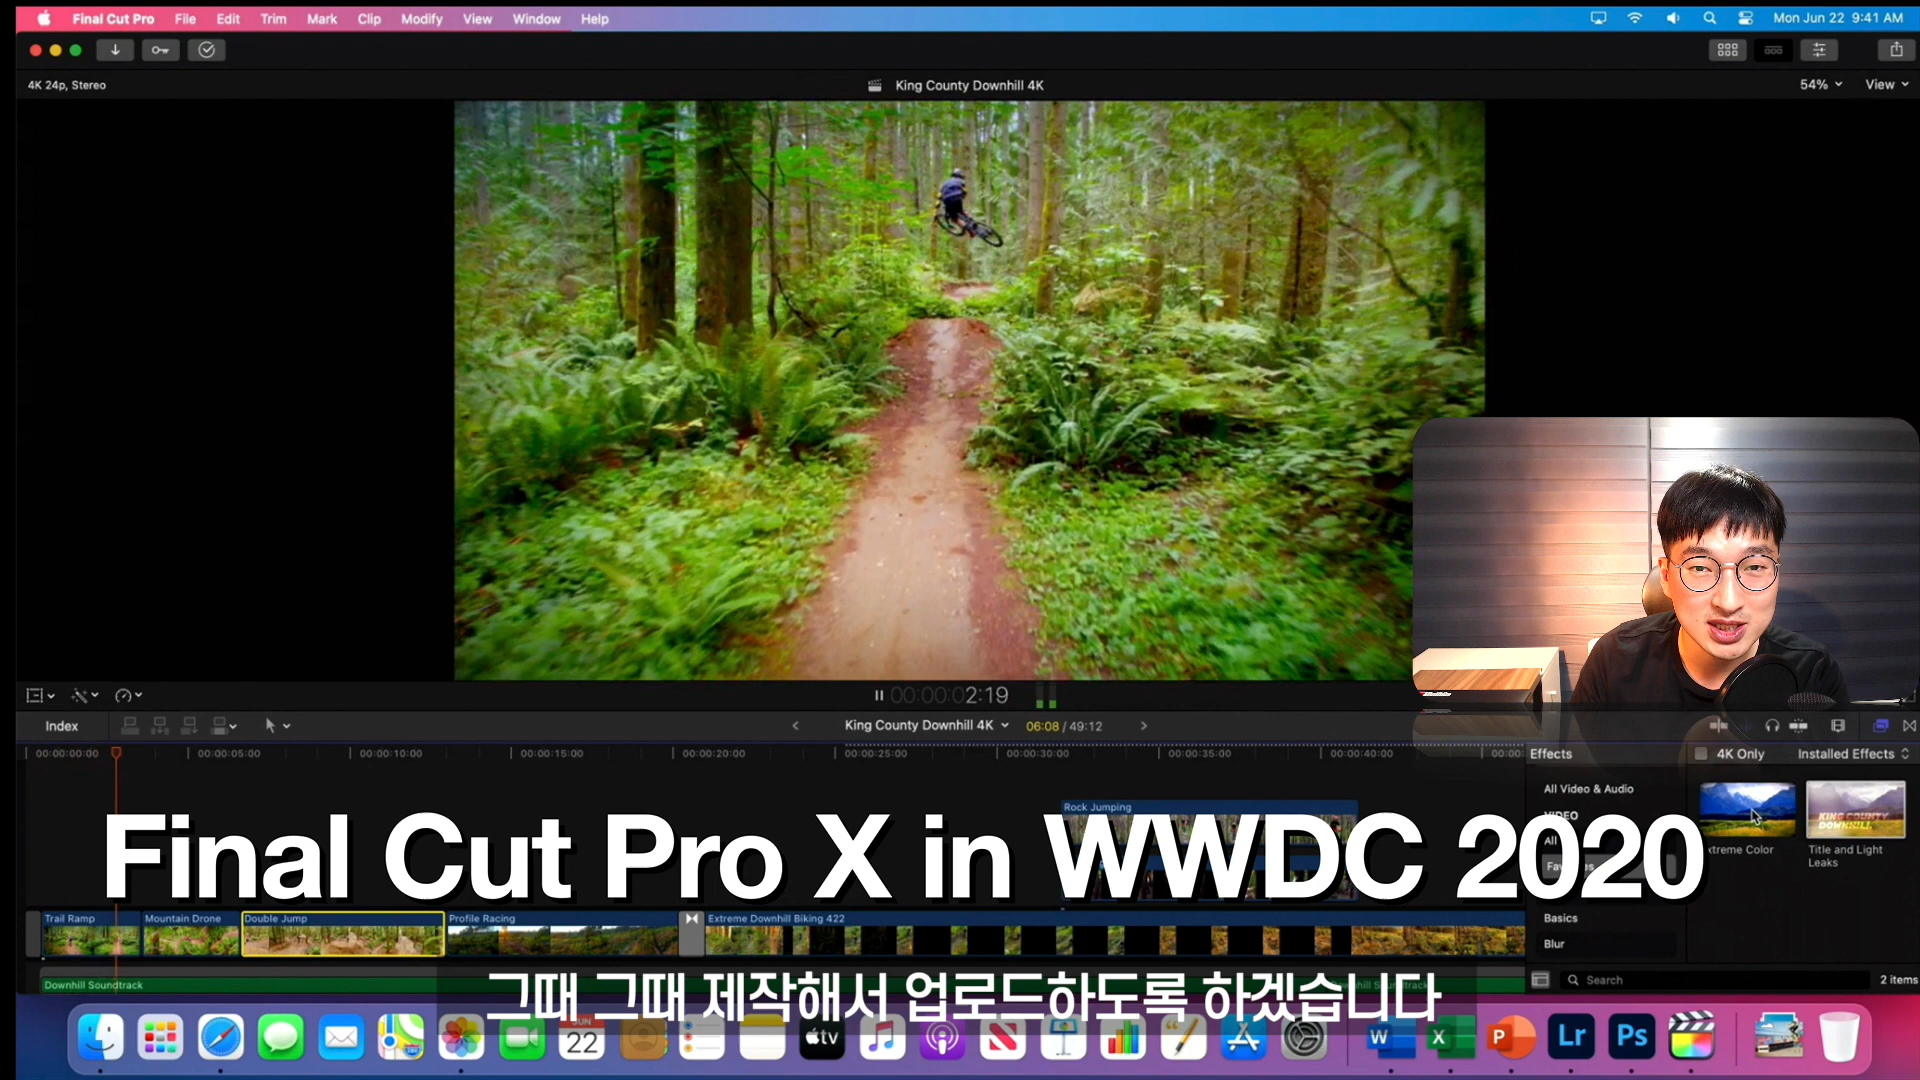 Final Cut Pro File Edit Trim Mark Clip Modify View Window Help
Mon Jun 22 9:41 AM
4K 24p, Stereo
King County Downhill 4K
54% View
00:00:02:19
Index
King County Downhill 4K 06:08 / 49:12
00:00:00:00 00:00:05:00 00:00:10:00 00:00:15:00 00:00:20:00 00:00:25:00 00:00:30:00 00:00:35:00 00:00:40:00
Effects
4K Only
Installed Effects
All Video & Audio
VIDEO
All
Basics
Blur
KING COUNTY
DOWNHILL
Title and Light
Leaks
Color
Rock Jumping
Final Cut Pro X in WWDC 2020
Trail Ramp
Mountain Drone
Double Jump
Profile Racing
Extreme Downhill Biking 422
Downhill Soundtrack
Search
2 items
그때 그때 제작해서 업로드하도록 하겠습니다
JUN
22
tv
W
X
P
Lr
Ps